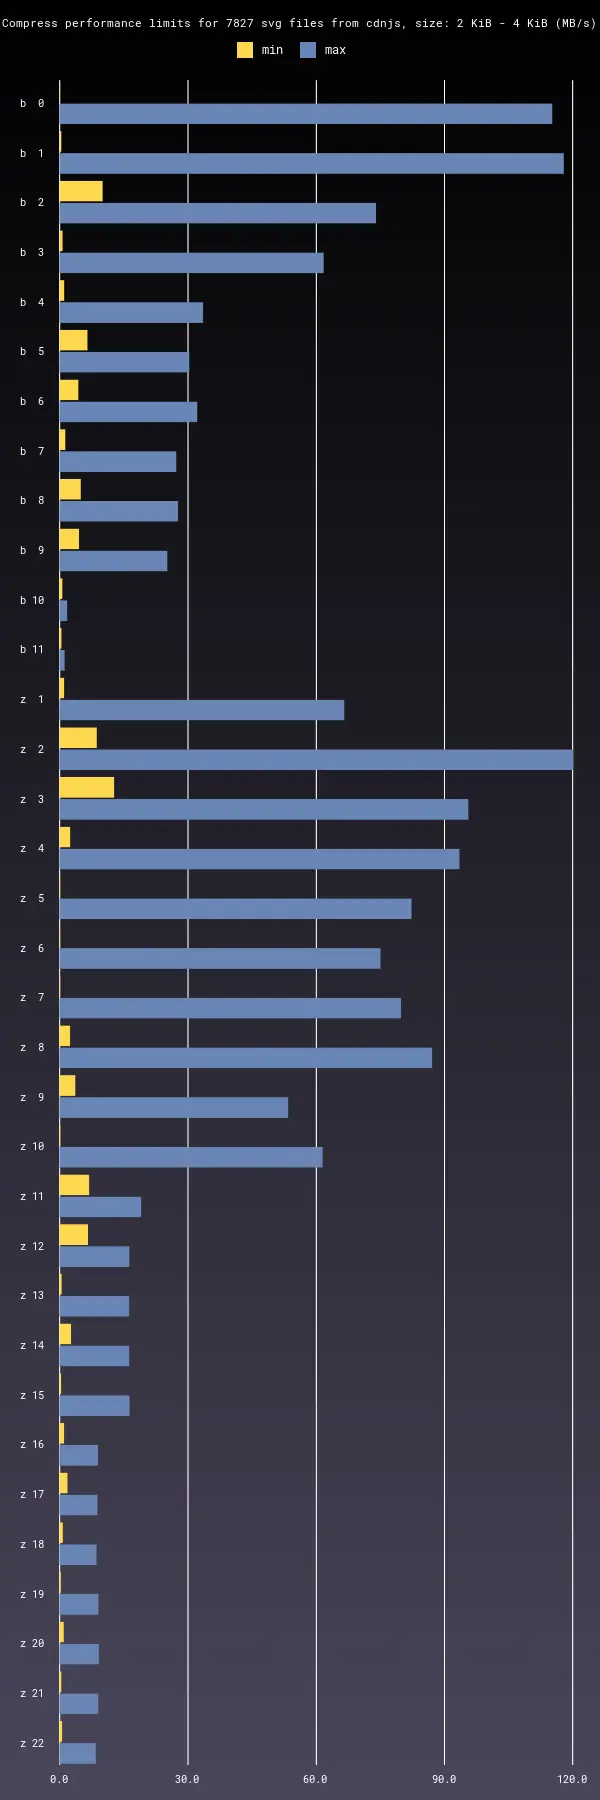 Compress performance limits for 7827 svg files from cdnjs, size: 2 KiB - 4 KiB (MB/s)
min max
b 0
b 1
b 2
b 3
b 4
b 5
b 6
b 7
b 8
b 9
b 10
b 11
z 1
z 2
z 3
z 4
z 5
z 6
z 7
z 8
z 9
z 10
z 11
z 12
z 13
z 14
z 15
z 16
z 17
z 18
z 19
z 20
z 21
z 22
0.0 30.0 60.0 90.0 120.0